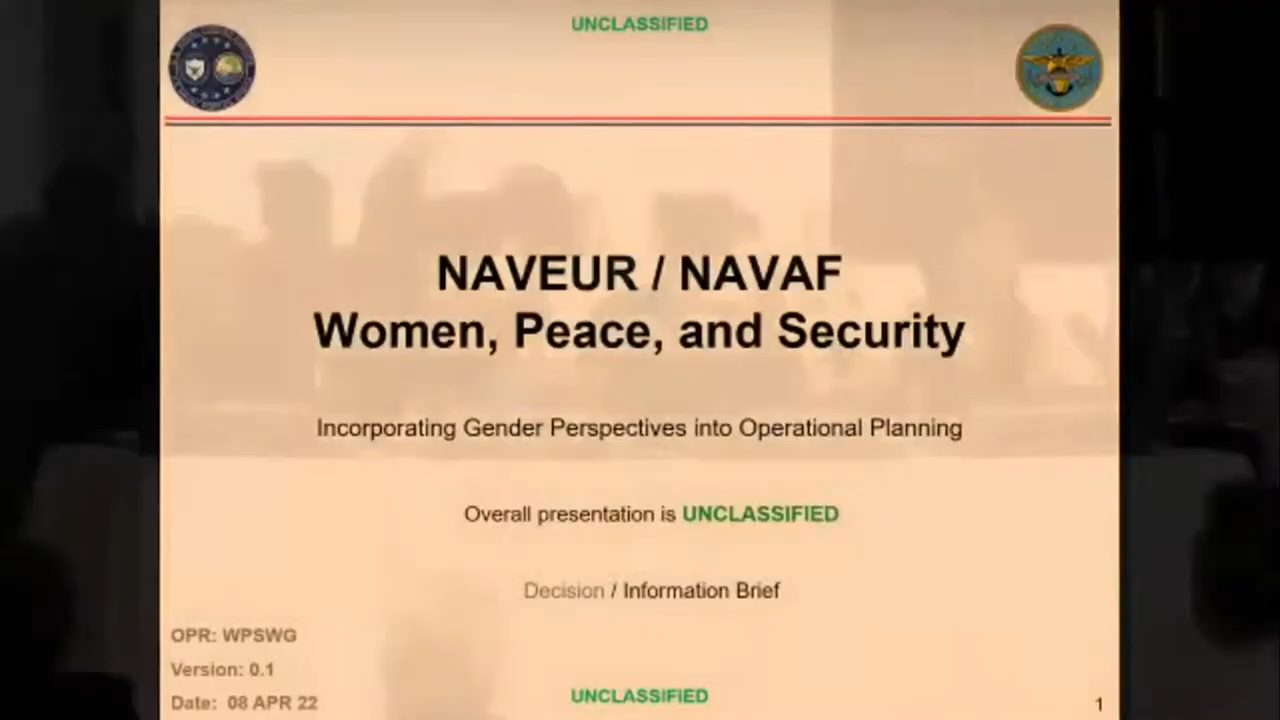 UNCLASSIFIED
NAVEUR / NAVAF
Women, Peace, and Security
Incorporating Gender Perspectives into Operational Planning
Overall presentation is UNCLASSIFIED
Decision / Information Brief
OPR: WPSWG
Version: 0.1
Date: 08 APR 22
UNCLASSIFIED
1